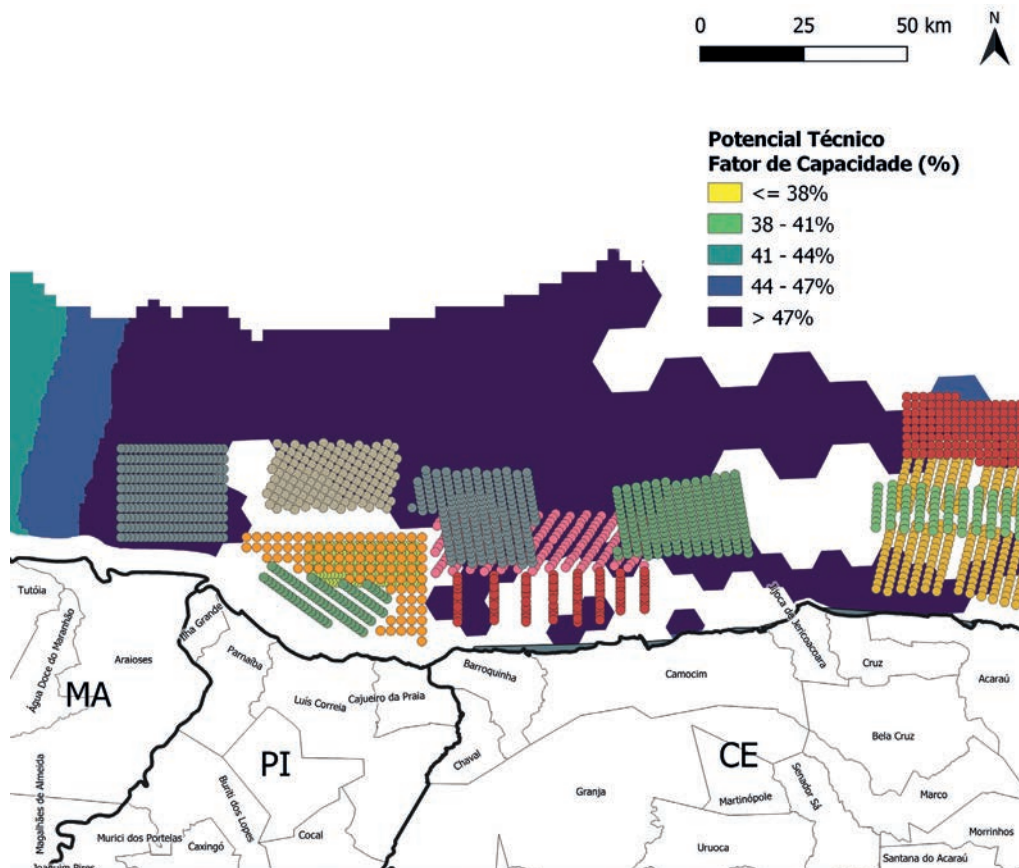 0 25 50 km
N
Potencial Técnico
Fator de Capacidade (%)
<= 38%
38 - 41%
41 - 44%
44 - 47%
> 47%
Tutóia
Água Doce do Maranhão
Araioses
MA
Magalhães de Almeida
Ilha Grande
Parnaíba
Luis Correia
Cajueiro da Praia
PI
Buriti dos Lopes
Murici dos Portelas
Caxingó
Cocal
Joaquim Pires
Barroquinha
Chaval
Camocim
Jijoca de Jericoacoara
Cruz
Acaraú
Bela Cruz
CE
Granja
Martinópole
Senador Sá
Marco
Uruoca
Morrinhos
Santana do Acaraú